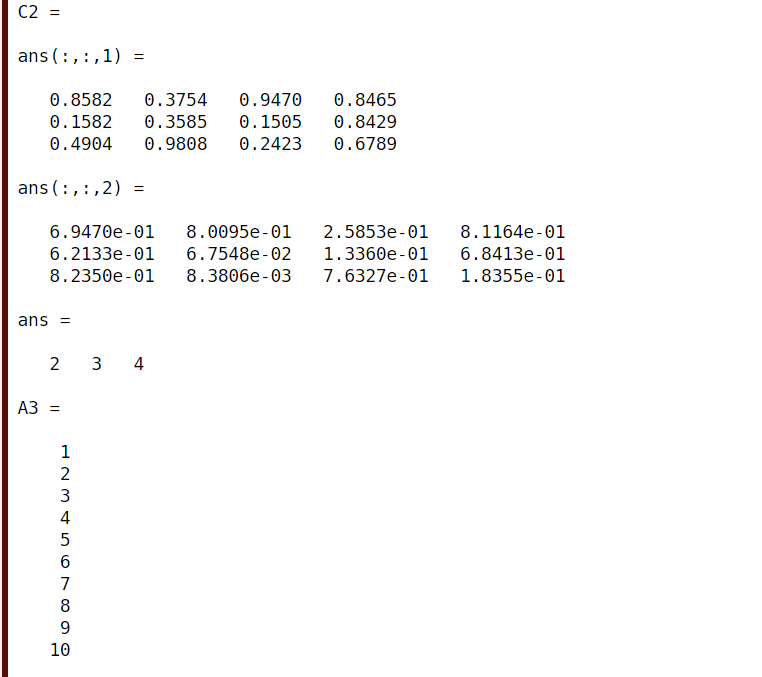 C2 =
ans(:,:,1) =
0.8582 0.3754 0.9470 0.8465
0.1582 0.3585 0.1505 0.8429
0.4904 0.9808 0.2423 0.6789
ans(:,:,2) =
6.9470e-01 8.0095e-01 2.5853e-01 8.1164e-01
6.2133e-01 6.7548e-02 1.3360e-01 6.8413e-01
8.2350e-01 8.3806e-03 7.6327e-01 1.8355e-01
ans =
2 3 4
A3 =
1
2
3
4
5
6
7
8
9
10